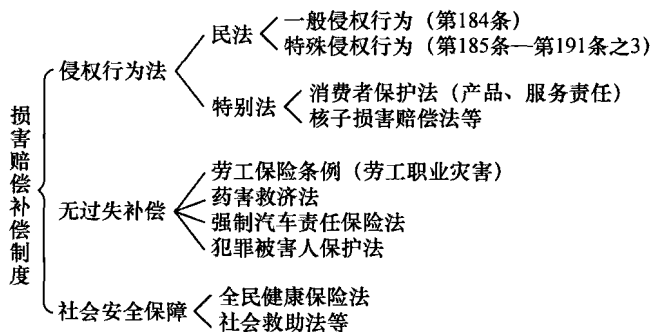 损害赔偿补偿制度
侵权行为法
民法
一般侵权行为（第184条）
特殊侵权行为（第185条—第191条之3）
特别法
消费者保护法（产品、服务责任）
核子损害赔偿法等
无过失补偿
劳工保险条例（劳工职业灾害）
药害救济法
强制汽车责任保险法
犯罪被害人保护法
社会安全保障
全民健康保险法
社会救助法等